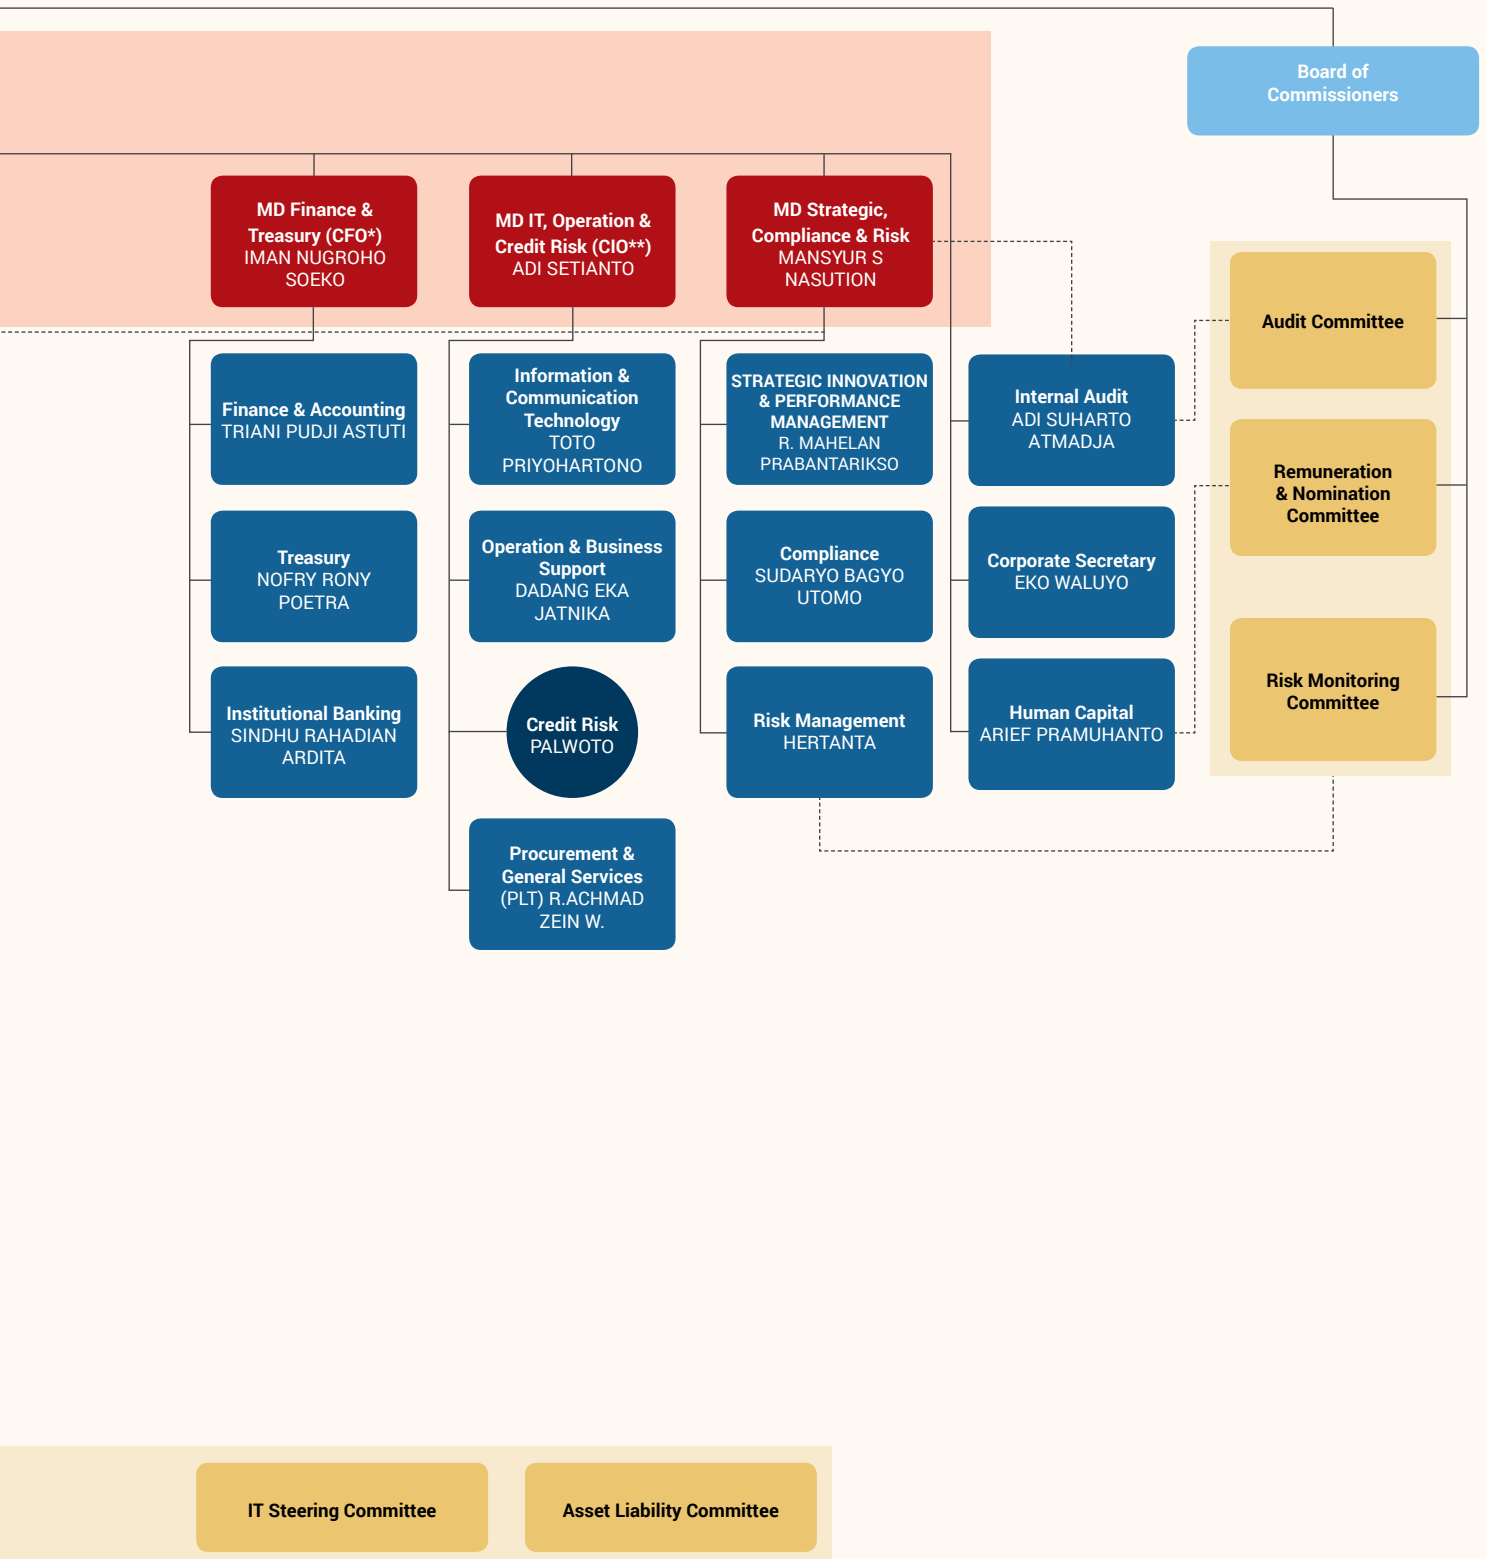 Board of
Commissioners
MD Finance &
Treasury (CFO*)
IMAN NUGROHO
SOEKO
MD IT, Operation &
Credit Risk (CIO**)
ADI SETIANTO
MD Strategic,
Compliance & Risk
MANSYUR S
NASUTION
Audit Committee
Finance & Accounting
TRIANI PUDJI ASTUTI
Information &
Communication
Technology
TOTO
PRIYOHARTONO
STRATEGIC INNOVATION
& PERFORMANCE
MANAGEMENT
R. MAHELAN
PRABANTARIKSO
Internal Audit
ADI SUHARTO
ATMADJA
Remuneration
& Nomination
Committee
Treasury
NOFRY RONY
POETRA
Operation & Business
Support
DADANG EKA
JATNIKA
Compliance
SUDARYO BAGYO
UTOMO
Corporate Secretary
EKO WALUYO
Risk Monitoring
Committee
Institutional Banking
SINDHU RAHADIAN
ARDITA
Credit Risk
PALWOTO
Risk Management
HERTANTA
Human Capital
ARIEF PRAMUHANTO
Procurement &
General Services
(PLT) R.ACHMAD
ZEIN W.
IT Steering Committee
Asset Liability Committee